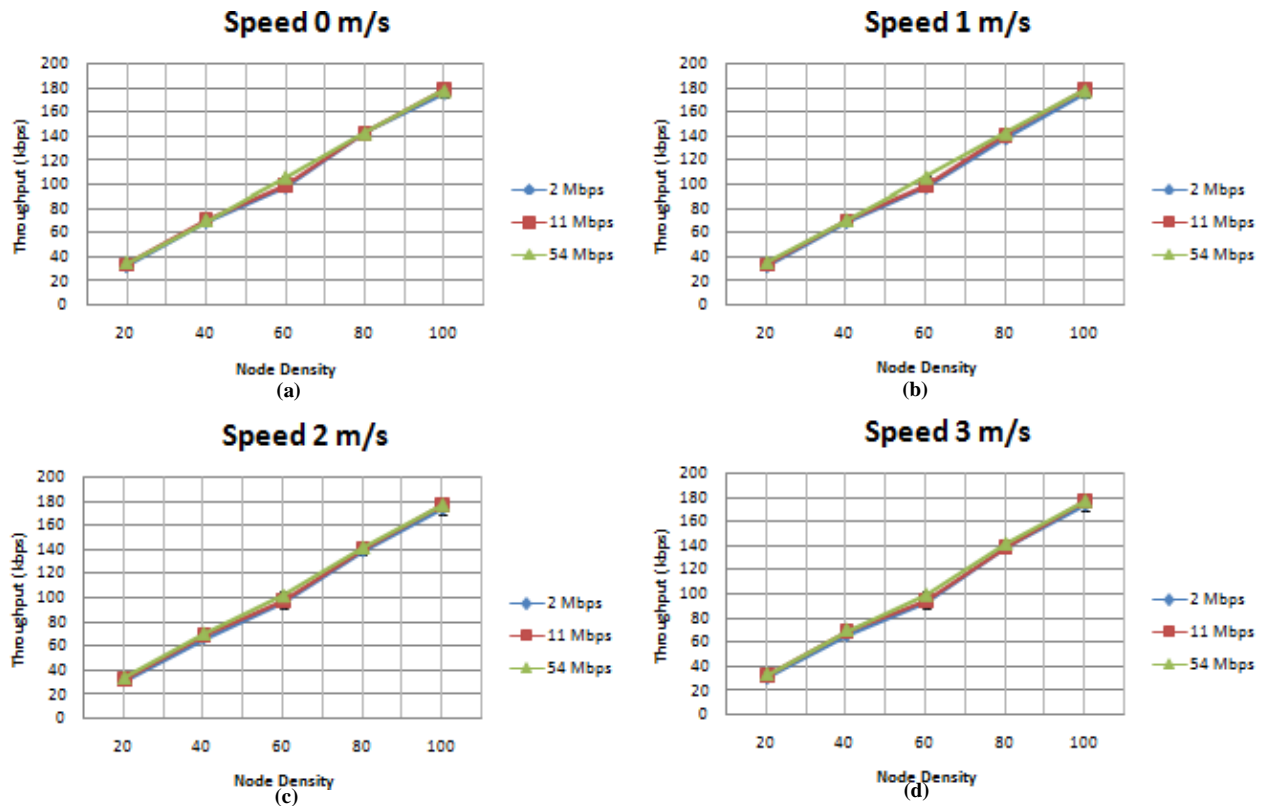 Speed 0 m/s
Throughput (kbps)
200
180
160
140
120
100
80
60
40
20
0
20 40 60 80 100
Node Density
2 Mbps
11 Mbps
54 Mbps
(a)
Speed 1 m/s
Throughput (kbps)
200
180
160
140
120
100
80
60
40
20
0
20 40 60 80 100
Node Density
2 Mbps
11 Mbps
54 Mbps
(b)
Speed 2 m/s
Throughput (kbps)
200
180
160
140
120
100
80
60
40
20
0
20 40 60 80 100
Node Density
2 Mbps
11 Mbps
54 Mbps
(c)
Speed 3 m/s
Throughput (kbps)
200
180
160
140
120
100
80
60
40
20
0
20 40 60 80 100
Node Density
2 Mbps
11 Mbps
54 Mbps
(d)